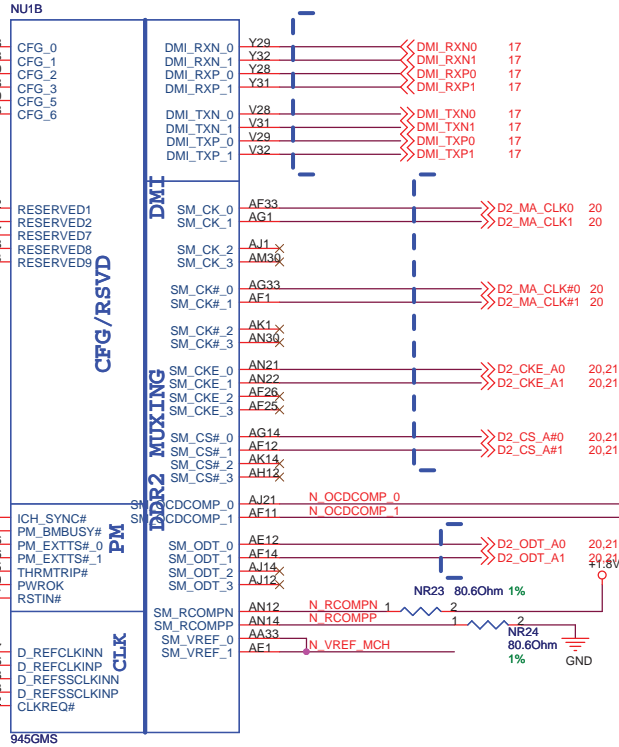 NU1B
CFG_0 DMI_RXN_0 Y29 DMI_RXN0 17
CFG_1 DMI_RXN_1 Y32 DMI_RXN1 17
CFG_2 DMI_RXP_0 Y28 DMI_RXP0 17
CFG_3 DMI_RXP_1 Y31 DMI_RXP1 17
CFG_5
CFG_6 DMI_TXN_0 V28 DMI_TXN0 17
DMI_TXN_1 V31 DMI_TXN1 17
DMI_TXP_0 V29 DMI_TXP0 17
DMI_TXP_1 V32 DMI_TXP1 17
DMI
RESERVED1 SM_CK_0 AF33 D2_MA_CLK0 20
RESERVED2 SM_CK_1 AG1 D2_MA_CLK1 20
RESERVED7
RESERVED8 SM_CK_2 AJ1
RESERVED9 SM_CK_3 AM30
CFG/RSVD
SM_CK#_0 AG33 D2_MA_CLK#0 20
SM_CK#_1 AF1 D2_MA_CLK#1 20
SM_CK#_2 AK1
SM_CK#_3 AN30
SM_CKE_0 AN21 D2_CKE_A0 20,21
SM_CKE_1 AN22 D2_CKE_A1 20,21
SM_CKE_2 AF26
SM_CKE_3 AF25
DDR2 MUXING
SM_CS#_0 AG14 D2_CS_A#0 20,21
SM_CS#_1 AF12 D2_CS_A#1 20,21
SM_CS#_2 AK14
SM_CS#_3 AH12
SM_OCDCOMP_0 AJ21 N_OCDCOMP_0
ICH_SYNC# SM_OCDCOMP_1 AF11 N_OCDCOMP_1
PM_BMBUSY#
PM
PM_EXTTS#_0 SM_ODT_0 AE12 D2_ODT_A0 20,21
PM_EXTTS#_1 SM_ODT_1 AF14 D2_ODT_A1 20,21
THRMTRIP# SM_ODT_2 AJ14 +1.8V
PWROK SM_ODT_3 AJ12
RSTIN# NR23 80.6Ohm 1%
SM_RCOMPN AN12 N_RCOMPN 1 2
SM_RCOMPP AN14 N_RCOMPP 1 2
SM_VREF_0 AA33 NR24
D_REFCLKINN SM_VREF_1 AE1 N_VREF_MCH 80.6Ohm
D_REFCLKINP 1% GND
CLK
D_REFSSCLKINN
D_REFSSCLKINP
CLKREQ#
945GMS